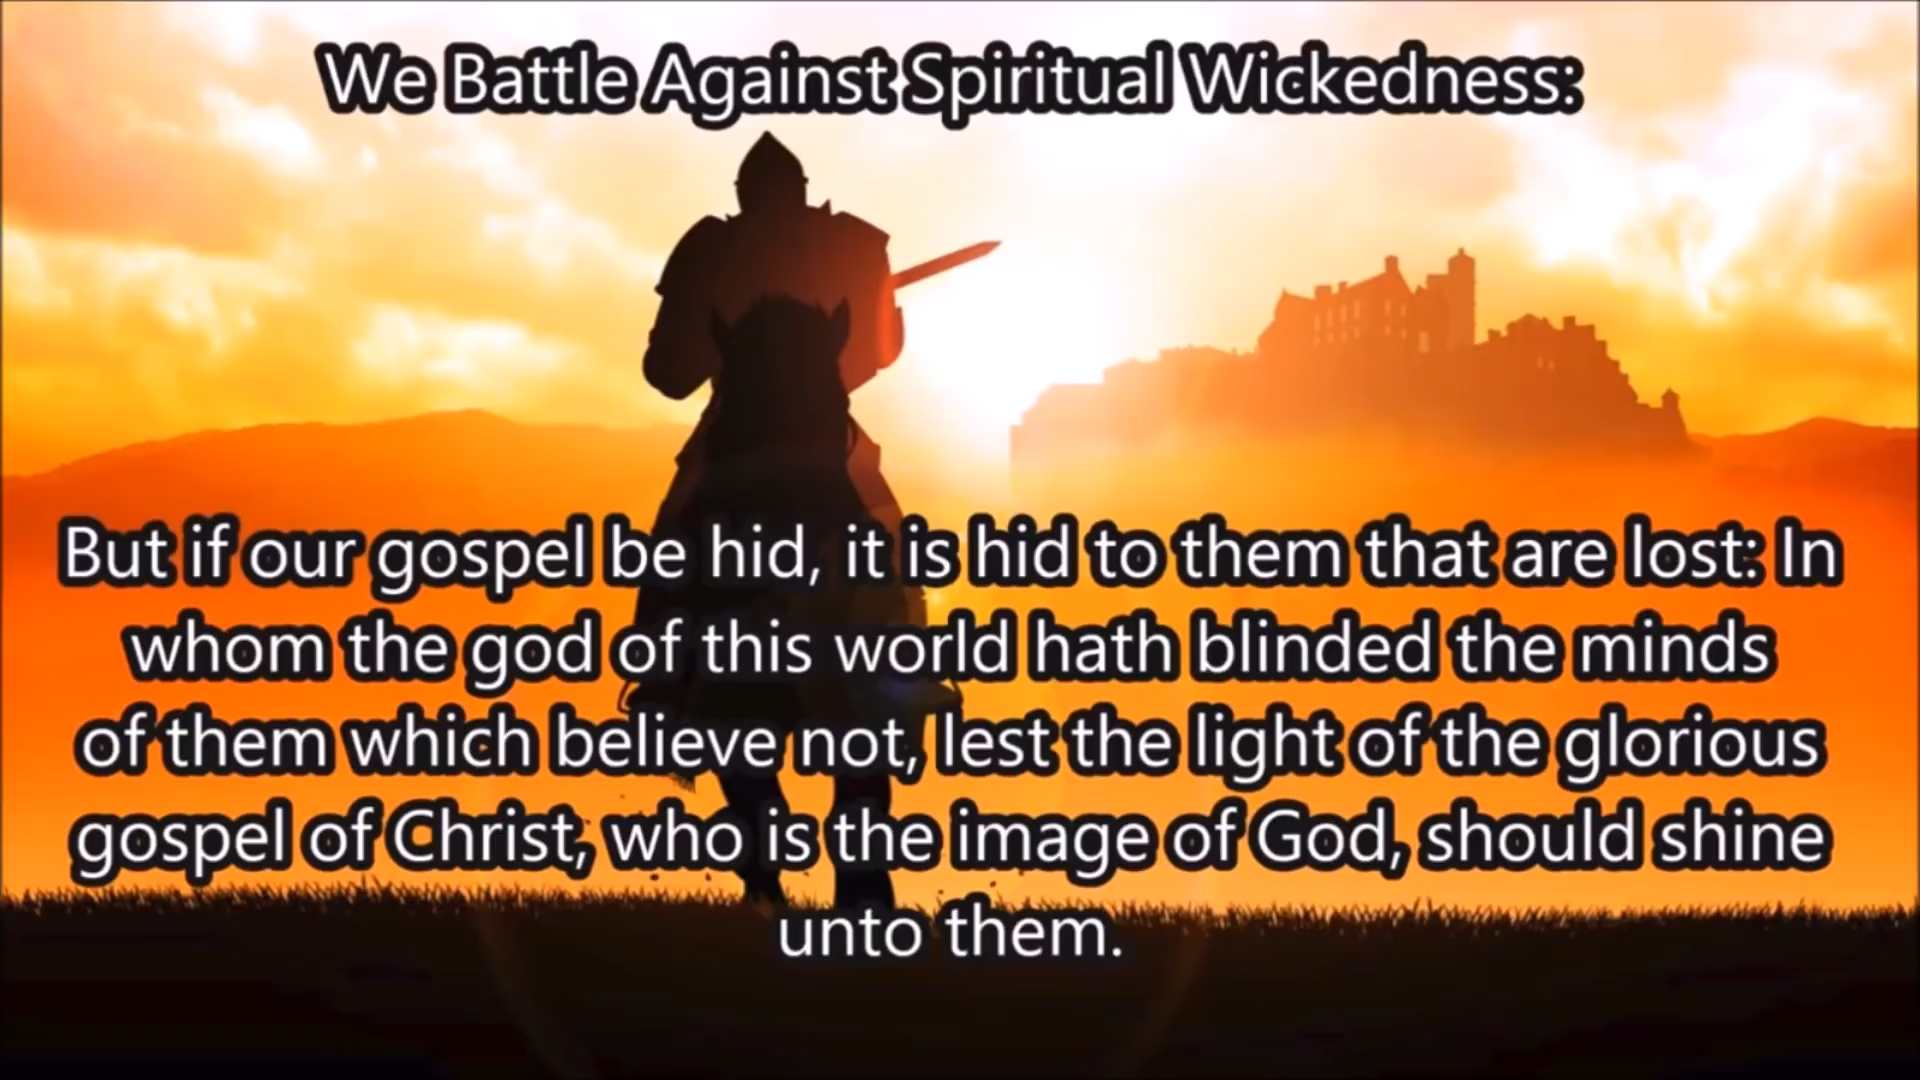 We Battle Against Spiritual Wickedness:
But if our gospel be hid, it is hid to them that are lost: In
whom the god of this world hath blinded the minds
of them which believe not, lest the light of the glorious
gospel of Christ, who is the image of God, should shine
unto them.